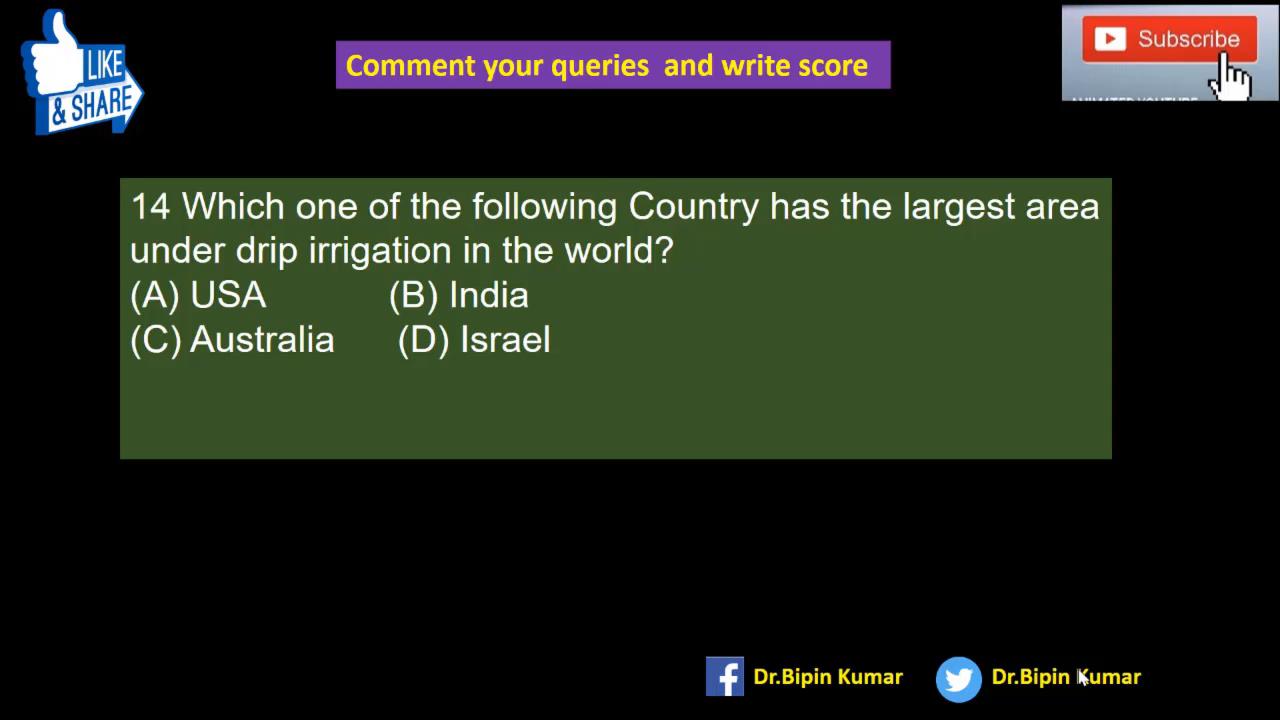 LIKE
& SHARE
Comment your queries and write score
Subscribe
14 Which one of the following Country has the largest area
under drip irrigation in the world?
(A) USA (B) India
(C) Australia (D) Israel
Dr.Bipin Kumar Dr.Bipin Kumar